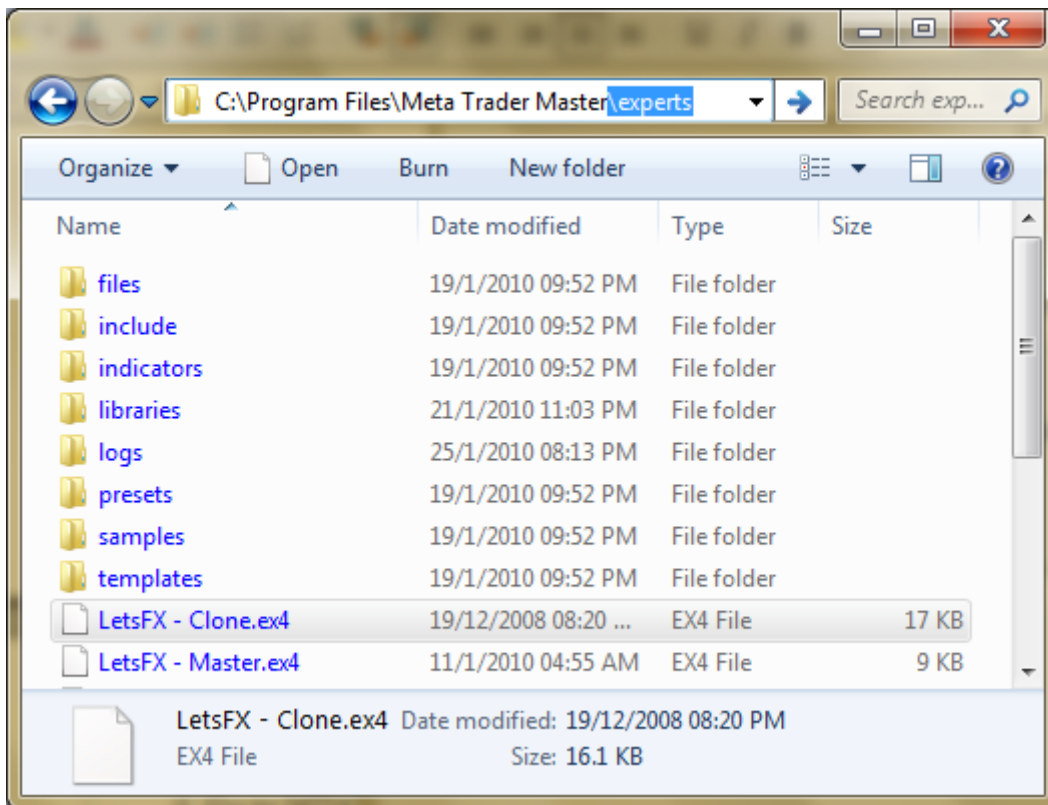 C:\Program Files\Meta Trader Master\experts Search exp...
Organize Open Burn New folder
Name Date modified Type Size
files 19/1/2010 09:52 PM File folder
include 19/1/2010 09:52 PM File folder
indicators 19/1/2010 09:52 PM File folder
libraries 21/1/2010 11:03 PM File folder
logs 25/1/2010 08:13 PM File folder
presets 19/1/2010 09:52 PM File folder
samples 19/1/2010 09:52 PM File folder
templates 19/1/2010 09:52 PM File folder
LetsFX - Clone.ex4 19/12/2008 08:20 ... EX4 File 17 KB
LetsFX - Master.ex4 11/1/2010 04:55 AM EX4 File 9 KB
LetsFX - Clone.ex4 Date modified: 19/12/2008 08:20 PM
EX4 File Size: 16.1 KB